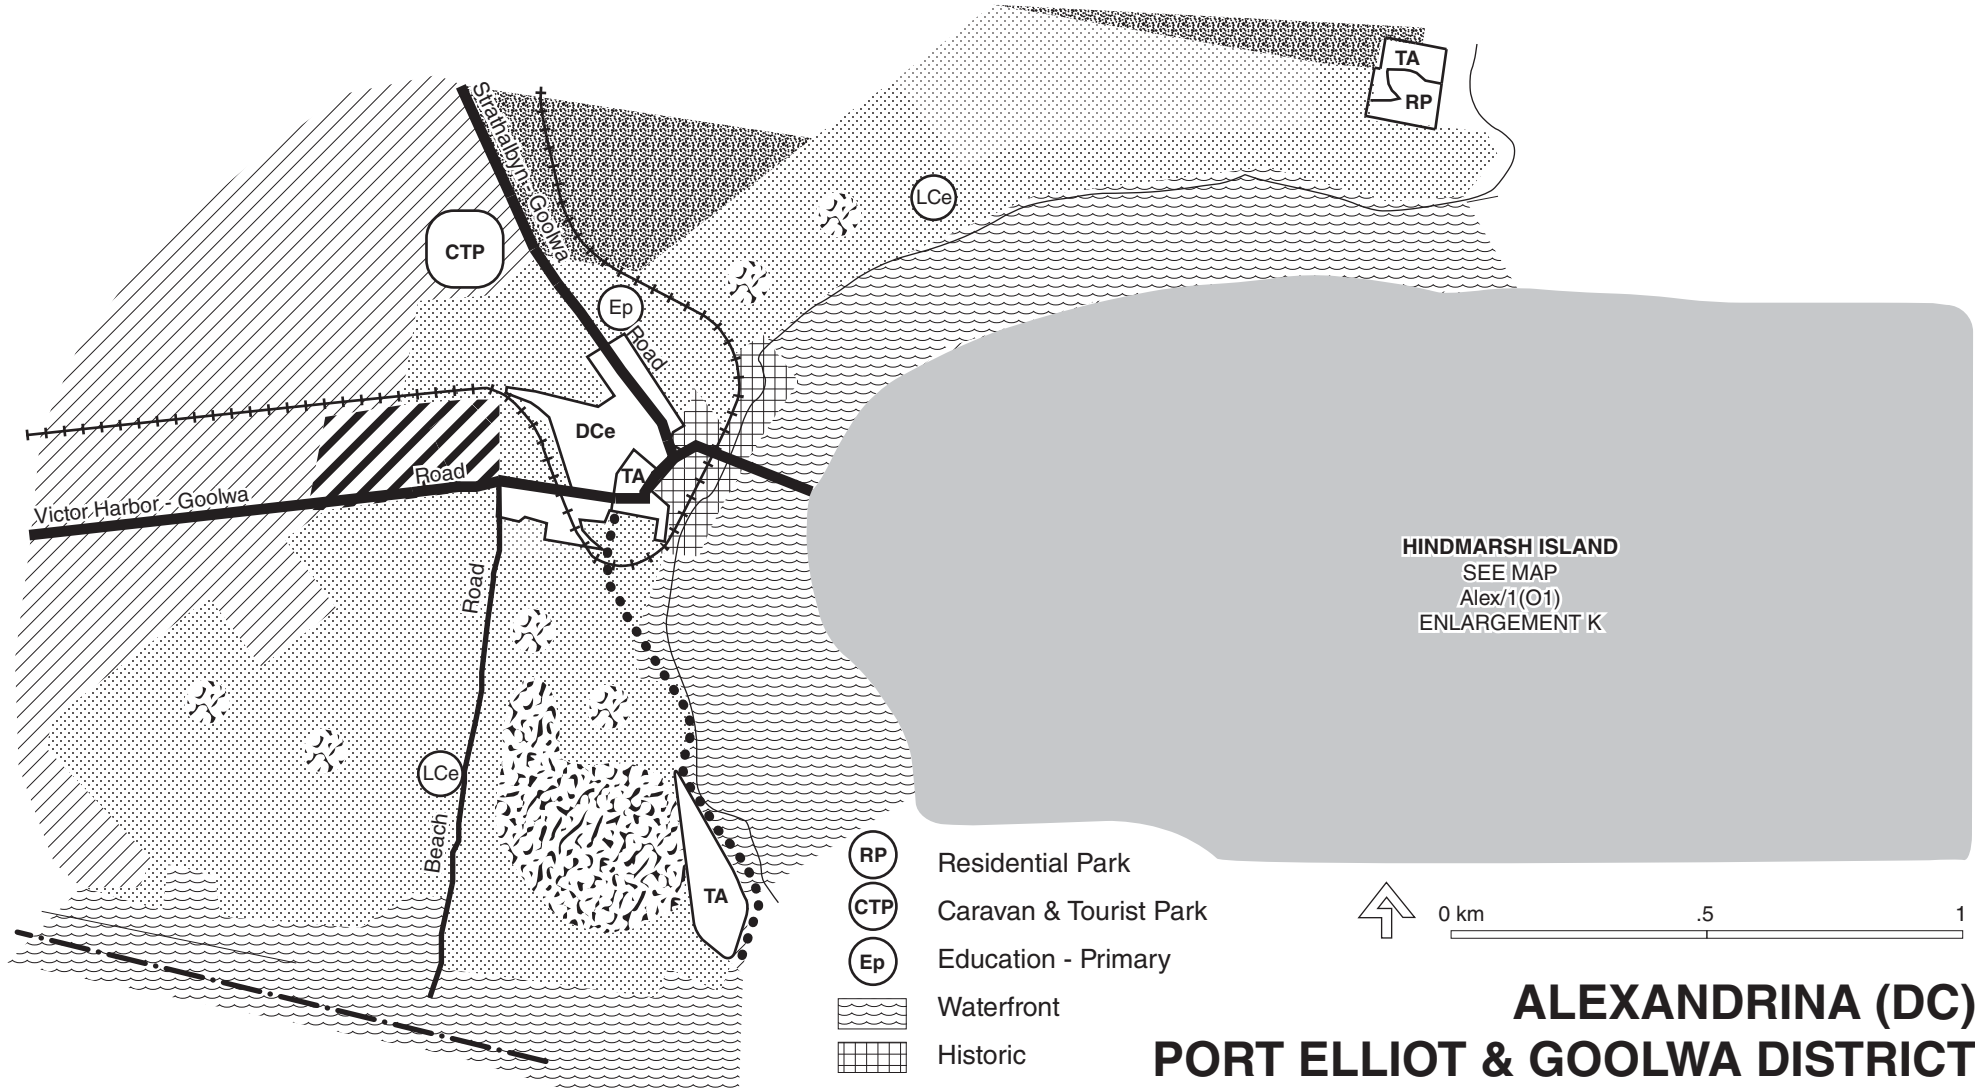 TA
RP
Strathalbyn - Goolwa
LCe
CTP
Ep
Road
DCe
TA
Road
Victor Harbor - Goolwa
HINDMARSH ISLAND
SEE MAP
Alex/1(O1)
ENLARGEMENT K
Road
LCe
Beach
TA
RP Residential Park
CTP Caravan & Tourist Park
Ep Education - Primary
Waterfront
Historic
0 km .5 1
ALEXANDRINA (DC)
PORT ELLIOT & GOOLWA DISTRICT